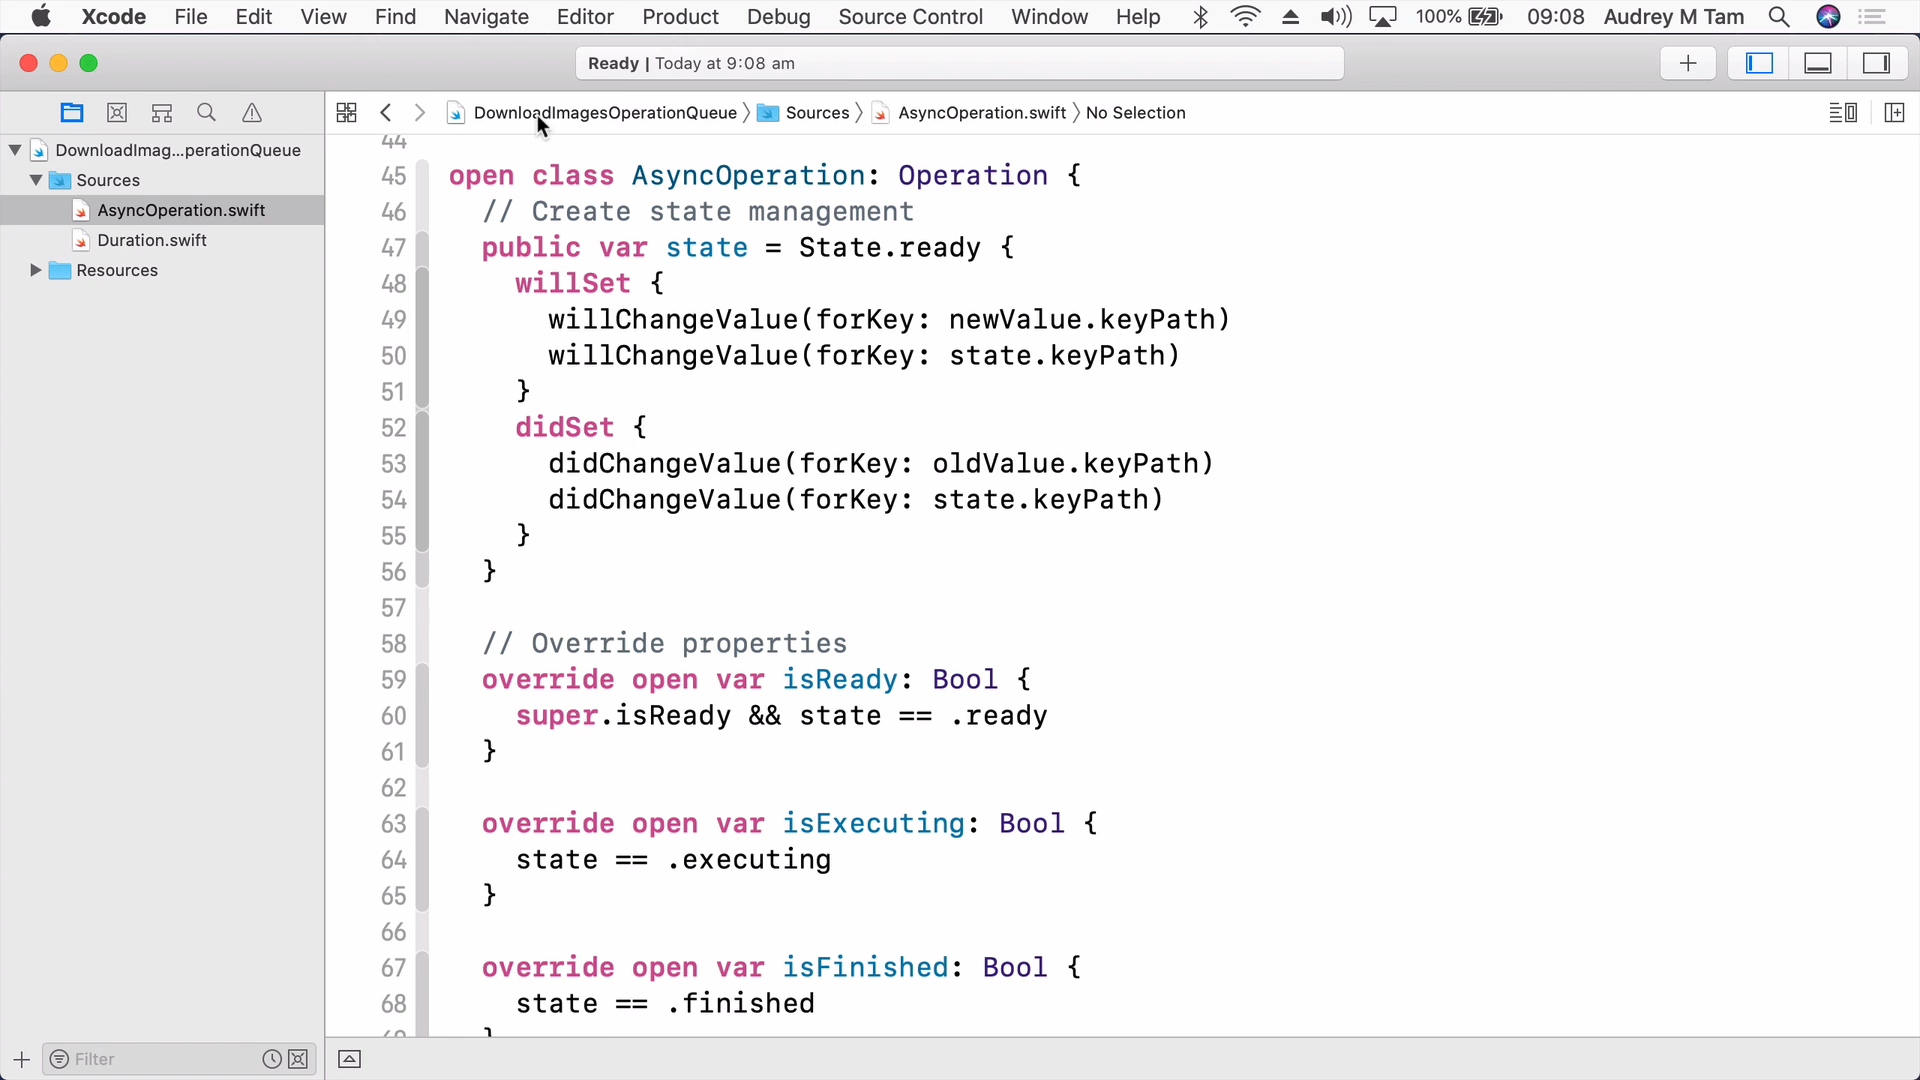 Xcode File Edit View Find Navigate Editor Product Debug Source Control Window Help 100% 09:08 Audrey M Tam
Ready | Today at 9:08 am
DownloadImagesOperationQueue Sources AsyncOperation.swift No Selection
DownloadImag...perationQueue
Sources
AsyncOperation.swift
Duration.swift
Resources
44
45 open class AsyncOperation: Operation {
46 // Create state management
47 public var state = State.ready {
48 willSet {
49 willChangeValue(forKey: newValue.keyPath)
50 willChangeValue(forKey: state.keyPath)
51 }
52 didSet {
53 didChangeValue(forKey: oldValue.keyPath)
54 didChangeValue(forKey: state.keyPath)
55 }
56 }
57
58 // Override properties
59 override open var isReady: Bool {
60 super.isReady && state == .ready
61 }
62
63 override open var isExecuting: Bool {
64 state == .executing
65 }
66
67 override open var isFinished: Bool {
68 state == .finished
69 }
Filter